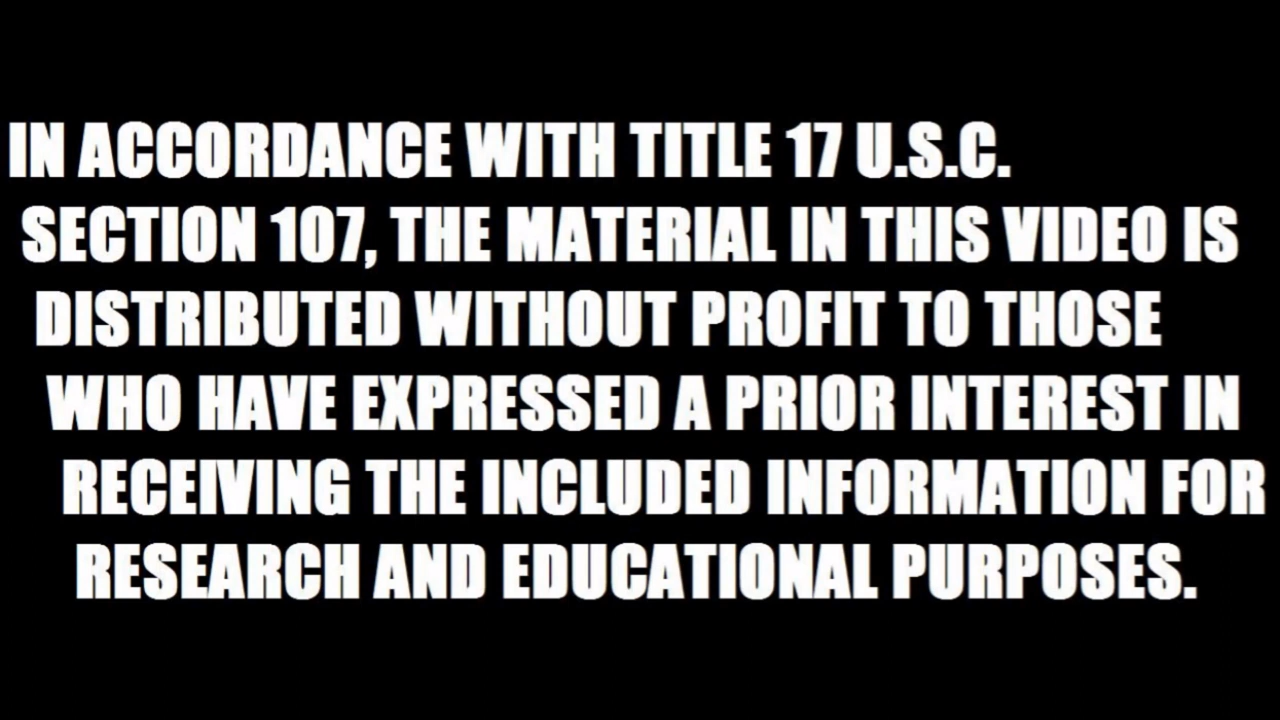 IN ACCORDANCE WITH TITLE 17 U.S.C.
SECTION 107, THE MATERIAL IN THIS VIDEO IS
DISTRIBUTED WITHOUT PROFIT TO THOSE
WHO HAVE EXPRESSED A PRIOR INTEREST IN
RECEIVING THE INCLUDED INFORMATION FOR
RESEARCH AND EDUCATIONAL PURPOSES.